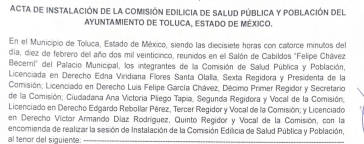 ACTA DE INSTALACIÓN DE LA COMISIÓN EDILICIA DE SALUD PÚBLICA Y POBLACIÓN DEL
AYUNTAMIENTO DE TOLUCA, ESTADO DE MÉXICO.
En el Municipio de Toluca, Estado de México, siendo las diecisiete horas con catorce minutos del
día, diez de febrero del año dos mil veinticinco, reunidos en el Salón de Cabildos "Felipe Chávez
Becerril" del Palacio Municipal, los integrantes de la Comisión de Salud Pública y Población,
Licenciada en Derecho Edna Viridiana Flores Santa Olalla, Sexta Regidora y Presidenta de la
Comisión; Licenciado en Derecho Luis Felipe García Chávez, Décimo Primer Regidor y Secretario
de la Comisión, Ciudadana Ana Victoria Pliego Tapia, Segunda Regidora y Vocal de la Comisión;
Licenciado en Derecho Edgardo Rebollar Pérez, Tercer Regidor y Vocal de la Comisión; y Licenciado
en Derecho Víctor Armando Díaz Rodríguez, Quinto Regidor y Vocal de la Comisión, con la
encomienda de realizar la sesión de Instalación de la Comisión Edilicia de Salud Pública y Población,
al tenor del siguiente: